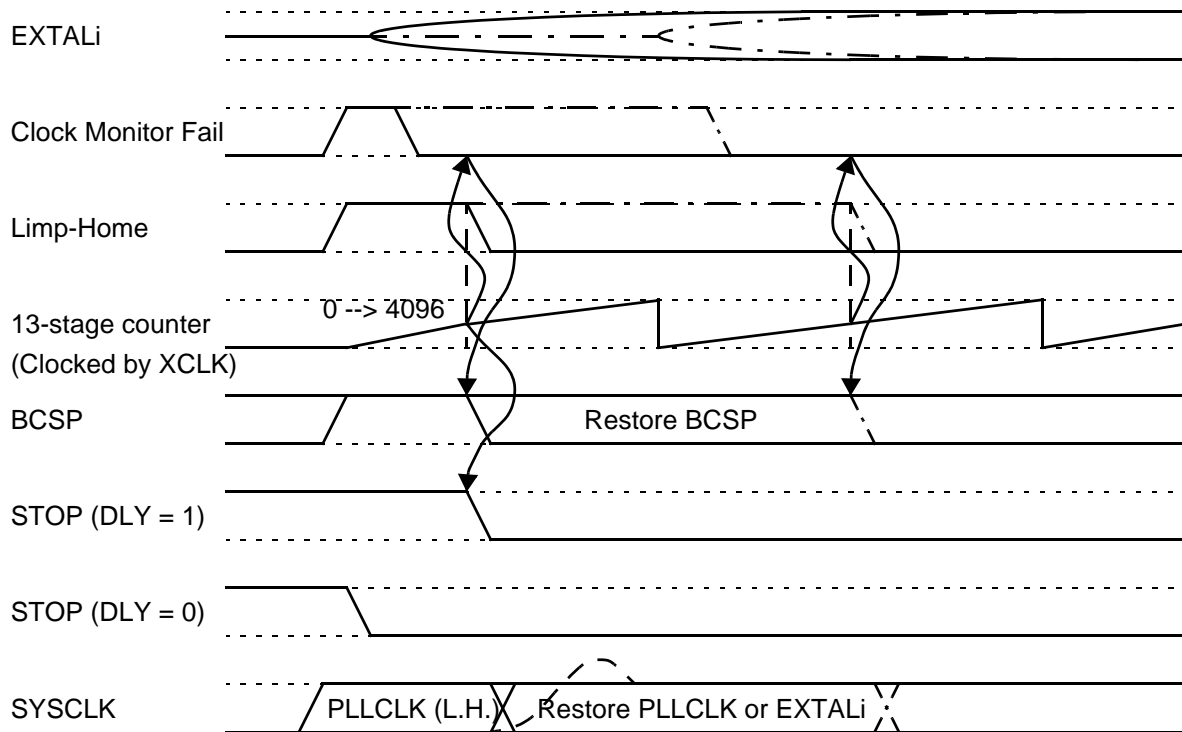 EXTALi
Clock Monitor Fail
Limp-Home
0 --> 4096
13-stage counter
(Clocked by XCLK)
BCSP
Restore BCSP
STOP (DLY = 1)
STOP (DLY = 0)
SYSCLK
PLLCLK (L.H.)
Restore PLLCLK or EXTALi